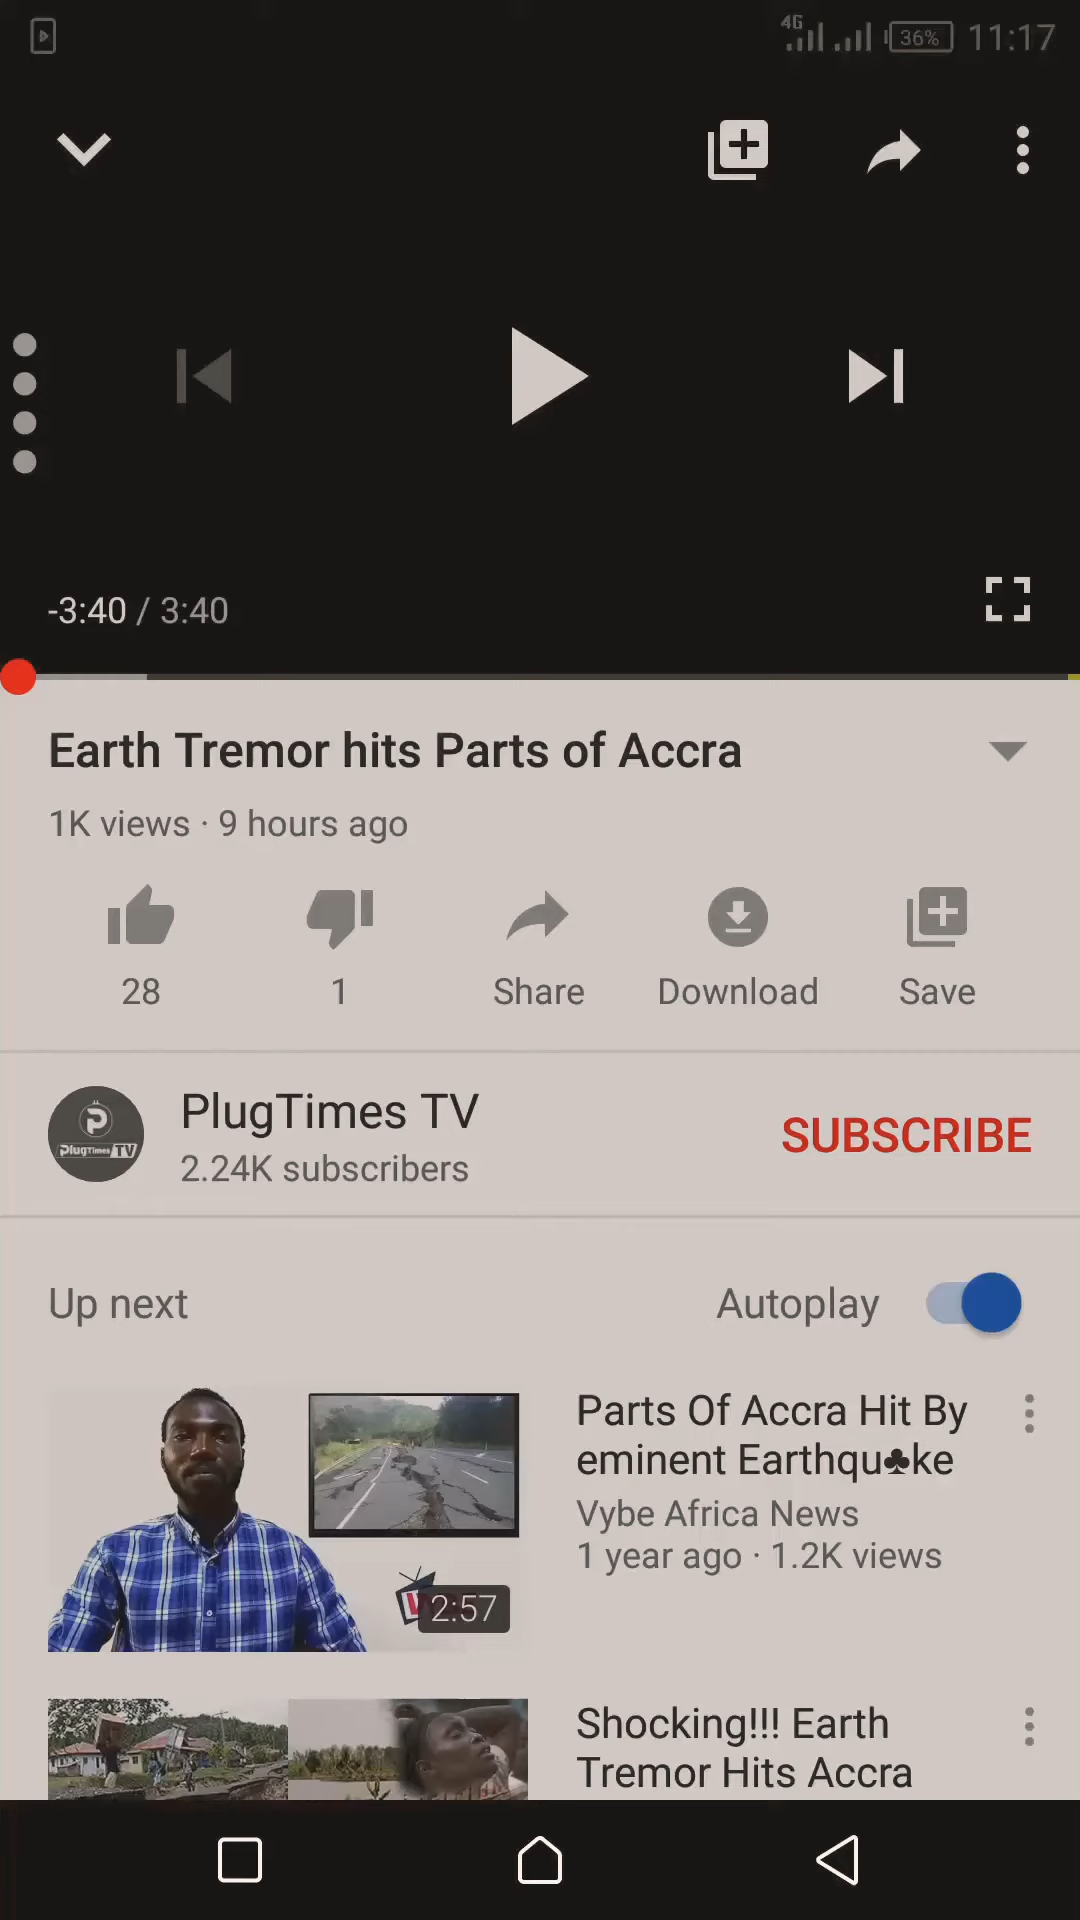 4G 36% 11:17
-3:40 / 3:40
Earth Tremor hits Parts of Accra
1K views · 9 hours ago
28 1 Share Download Save
PlugTimes TV
PlugTimes TV
2.24K subscribers
SUBSCRIBE
Up next Autoplay
Parts Of Accra Hit By
eminent Earthqu♣ke
Vybe Africa News
1 year ago · 1.2K views
2:57
Shocking!!! Earth
Tremor Hits Accra